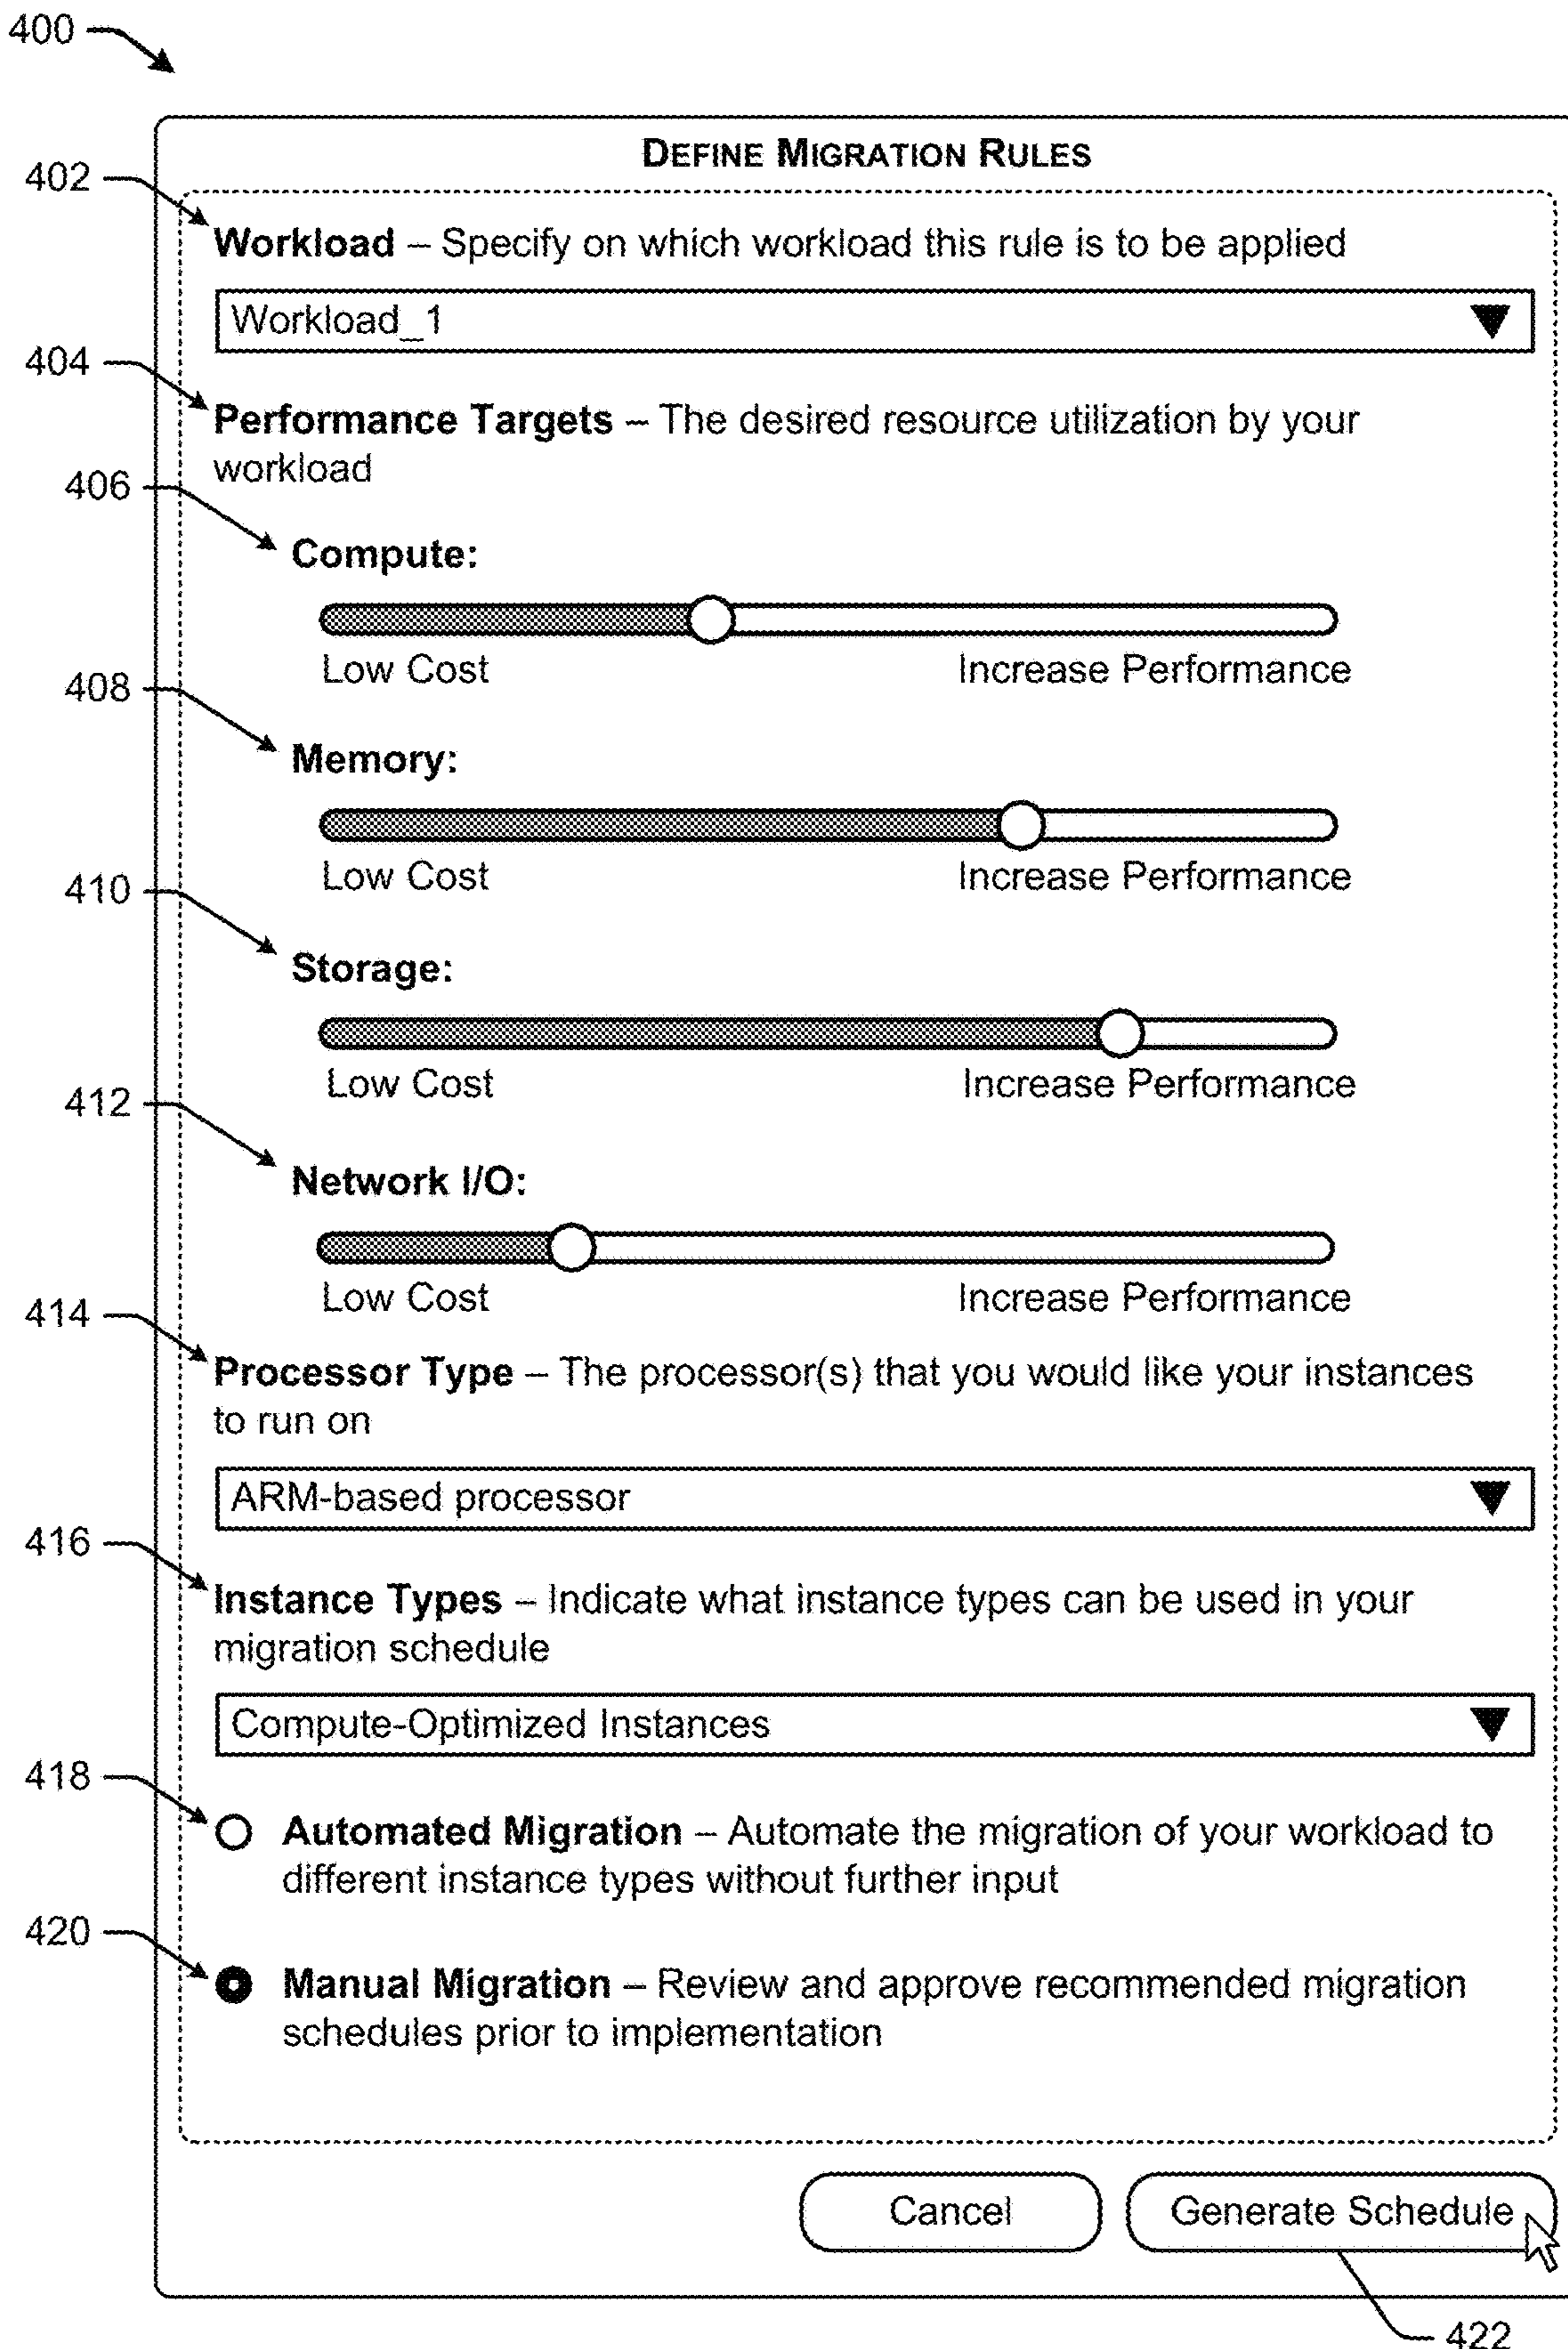 400
DEFINE MIGRATION RULES
402
Workload – Specify on which workload this rule is to be applied
Workload_1
404
Performance Targets – The desired resource utilization by your
workload
406
Compute:
Low Cost Increase Performance
408
Memory:
Low Cost Increase Performance
410
Storage:
Low Cost Increase Performance
412
Network I/O:
Low Cost Increase Performance
414
Processor Type – The processor(s) that you would like your instances
to run on
ARM-based processor
416
Instance Types – Indicate what instance types can be used in your
migration schedule
Compute-Optimized Instances
418
Automated Migration – Automate the migration of your workload to
different instance types without further input
420
Manual Migration – Review and approve recommended migration
schedules prior to implementation
Cancel Generate Schedule
422